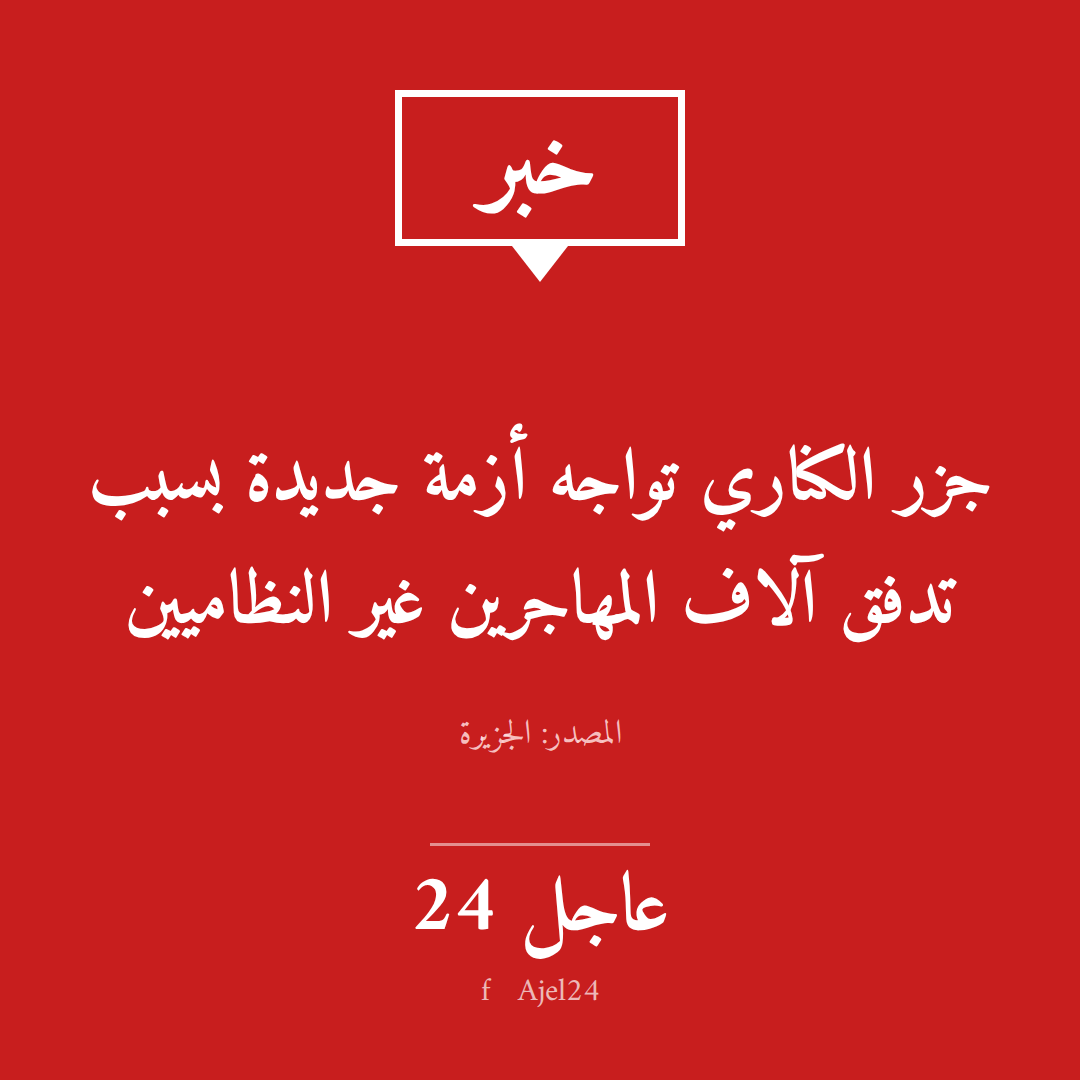 خبر
جزر الكناري تواجه أزمة جديدة بسبب
تدفق آلاف المهاجرين غير النظاميين
المصدر: الجزيرة
عاجل 24
f Ajel24